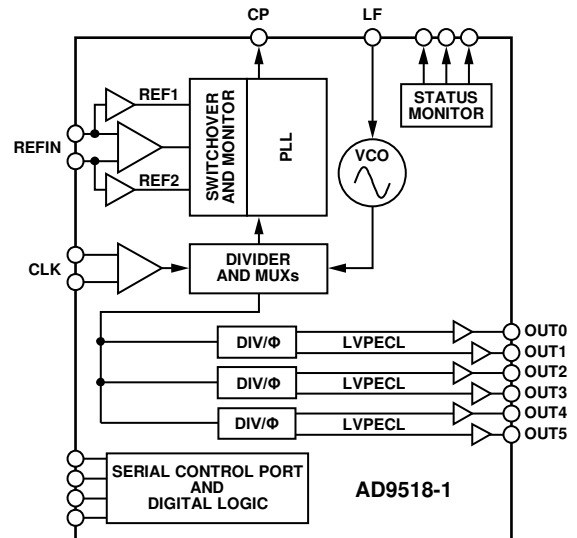 CP
LF
REF1
REFIN
REF2
SWITCHOVER
AND MONITOR
PLL
STATUS
MONITOR
VCO
CLK
DIVIDER
AND MUXs
DIV/Φ
LVPECL
OUT0
OUT1
DIV/Φ
LVPECL
OUT2
OUT3
DIV/Φ
LVPECL
OUT4
OUT5
SERIAL CONTROL PORT
AND
DIGITAL LOGIC
AD9518-1